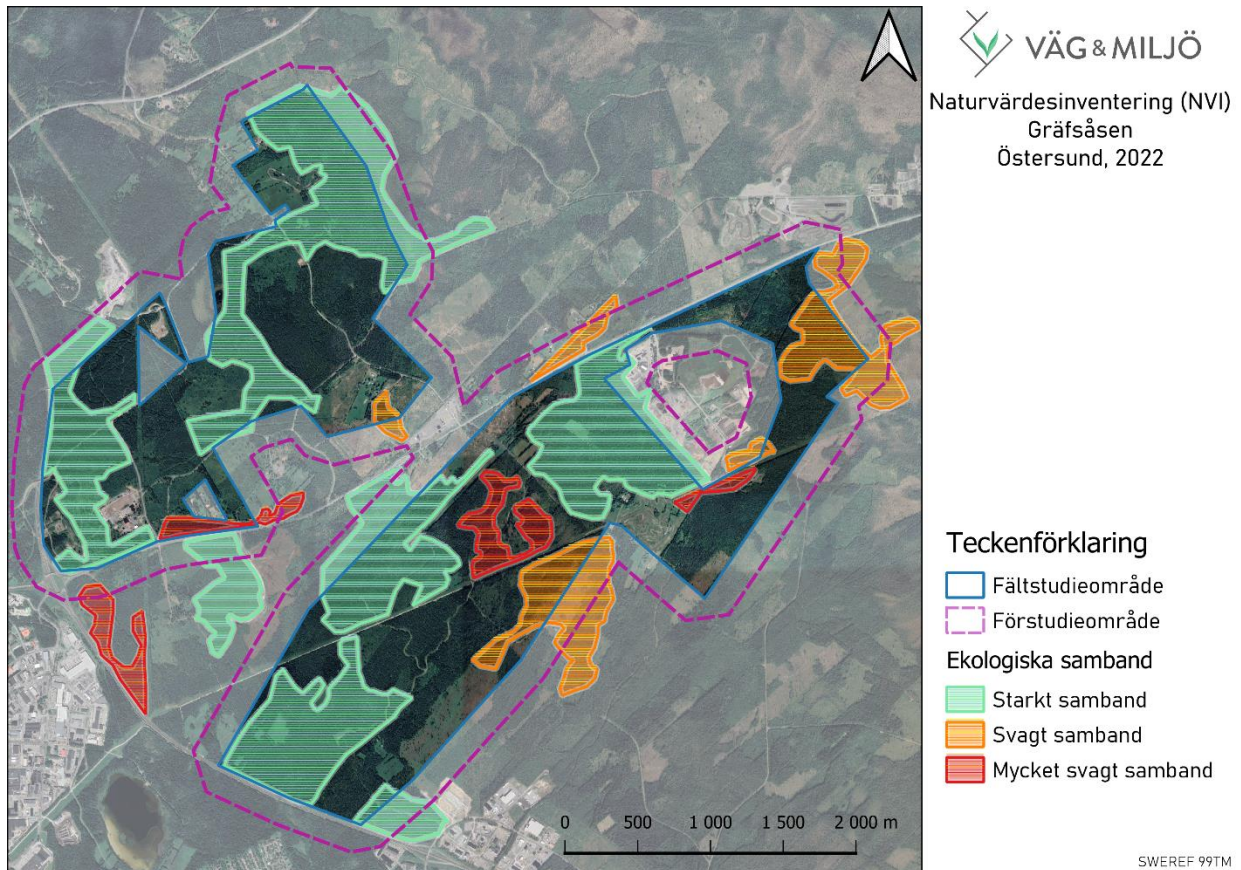 VÄG & MILJÖ
Naturvärdesinventering (NVI)
Gräfsåsen
Östersund, 2022
Teckenförklaring
Fältstudieområde
Förstudieområde
Ekologiska samband
Starkt samband
Svagt samband
Mycket svagt samband
0 500 1 000 1 500 2 000 m
SWEREF 99TM